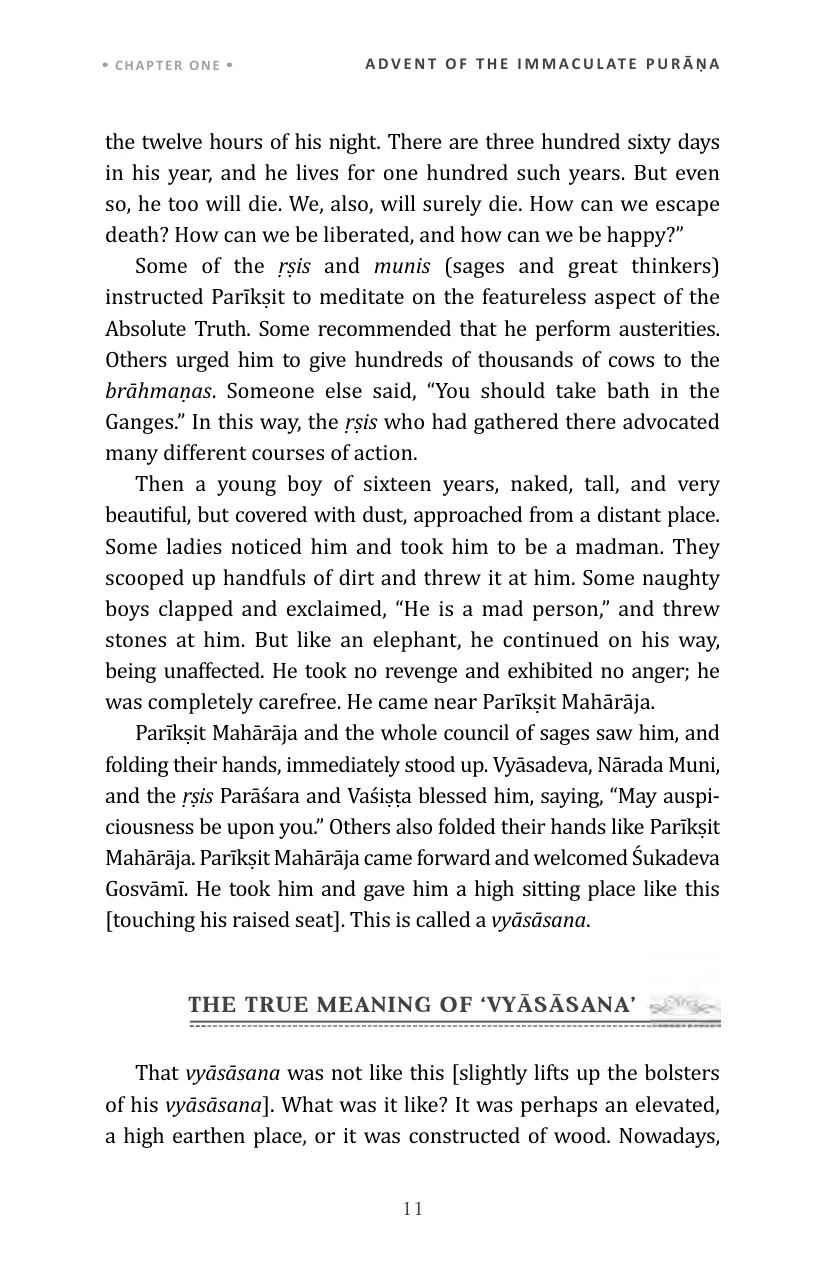 • CHAPTER ONE •
ADVENT OF THE IMMACULATE PURĀṆA
the twelve hours of his night. There are three hundred sixty days
in his year, and he lives for one hundred such years. But even
so, he too will die. We, also, will surely die. How can we escape
death? How can we be liberated, and how can we be happy?”
Some of the ṛṣis and munis (sages and great thinkers)
instructed Parīkṣit to meditate on the featureless aspect of the
Absolute Truth. Some recommended that he perform austerities.
Others urged him to give hundreds of thousands of cows to the
brāhmaṇas. Someone else said, “You should take bath in the
Ganges.” In this way, the ṛṣis who had gathered there advocated
many different courses of action.
Then a young boy of sixteen years, naked, tall, and very
beautiful, but covered with dust, approached from a distant place.
Some ladies noticed him and took him to be a madman. They
scooped up handfuls of dirt and threw it at him. Some naughty
boys clapped and exclaimed, “He is a mad person,” and threw
stones at him. But like an elephant, he continued on his way,
being unaffected. He took no revenge and exhibited no anger; he
was completely carefree. He came near Parīkṣit Mahārāja.
Parīkṣit Mahārāja and the whole council of sages saw him, and
folding their hands, immediately stood up. Vyāsadeva, Nārada Muni,
and the ṛṣis Parāśara and Vaśiṣṭa blessed him, saying, “May auspi-
ciousness be upon you.” Others also folded their hands like Parīkṣit
Mahārāja. Parīkṣit Mahārāja came forward and welcomed Śukadeva
Gosvāmī. He took him and gave him a high sitting place like this
[touching his raised seat]. This is called a vyāsāsana.
THE TRUE MEANING OF ‘VYĀSĀSANA’
That vyāsāsana was not like this [slightly lifts up the bolsters
of his vyāsāsana]. What was it like? It was perhaps an elevated,
a high earthen place, or it was constructed of wood. Nowadays,
11